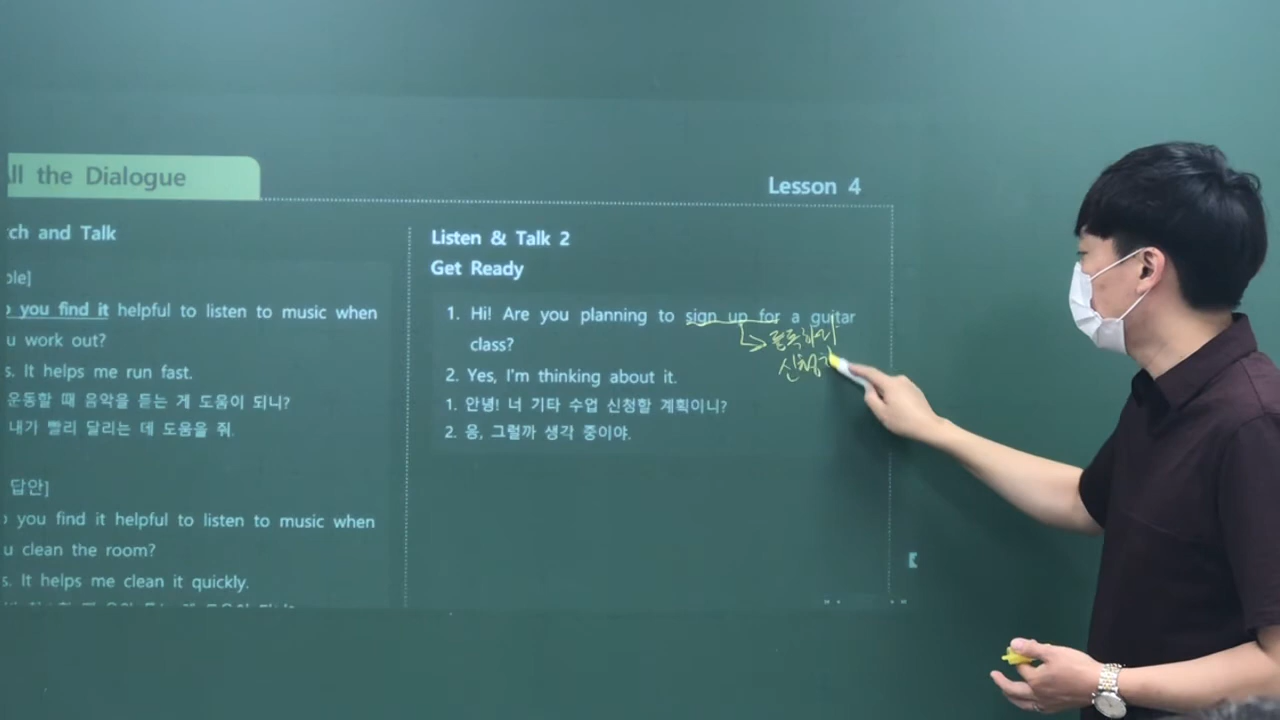 All the Dialogue
Lesson 4
ch and Talk
ple]
you find it helpful to listen to music when
u work out?
s. It helps me run fast.
운동할 때 음악을 듣는 게 도움이 되니?
내가 빨리 달리는 데 도움을 줘.
답안]
you find it helpful to listen to music when
u clean the room?
s. It helps me clean it quickly.
Listen & Talk 2
Get Ready
1. Hi! Are you planning to sign up for a guitar
class?
등록하다
신청하
2. Yes, I'm thinking about it.
1. 안녕! 너 기타 수업 신청할 계획이니?
2. 응, 그럴까 생각 중이야.